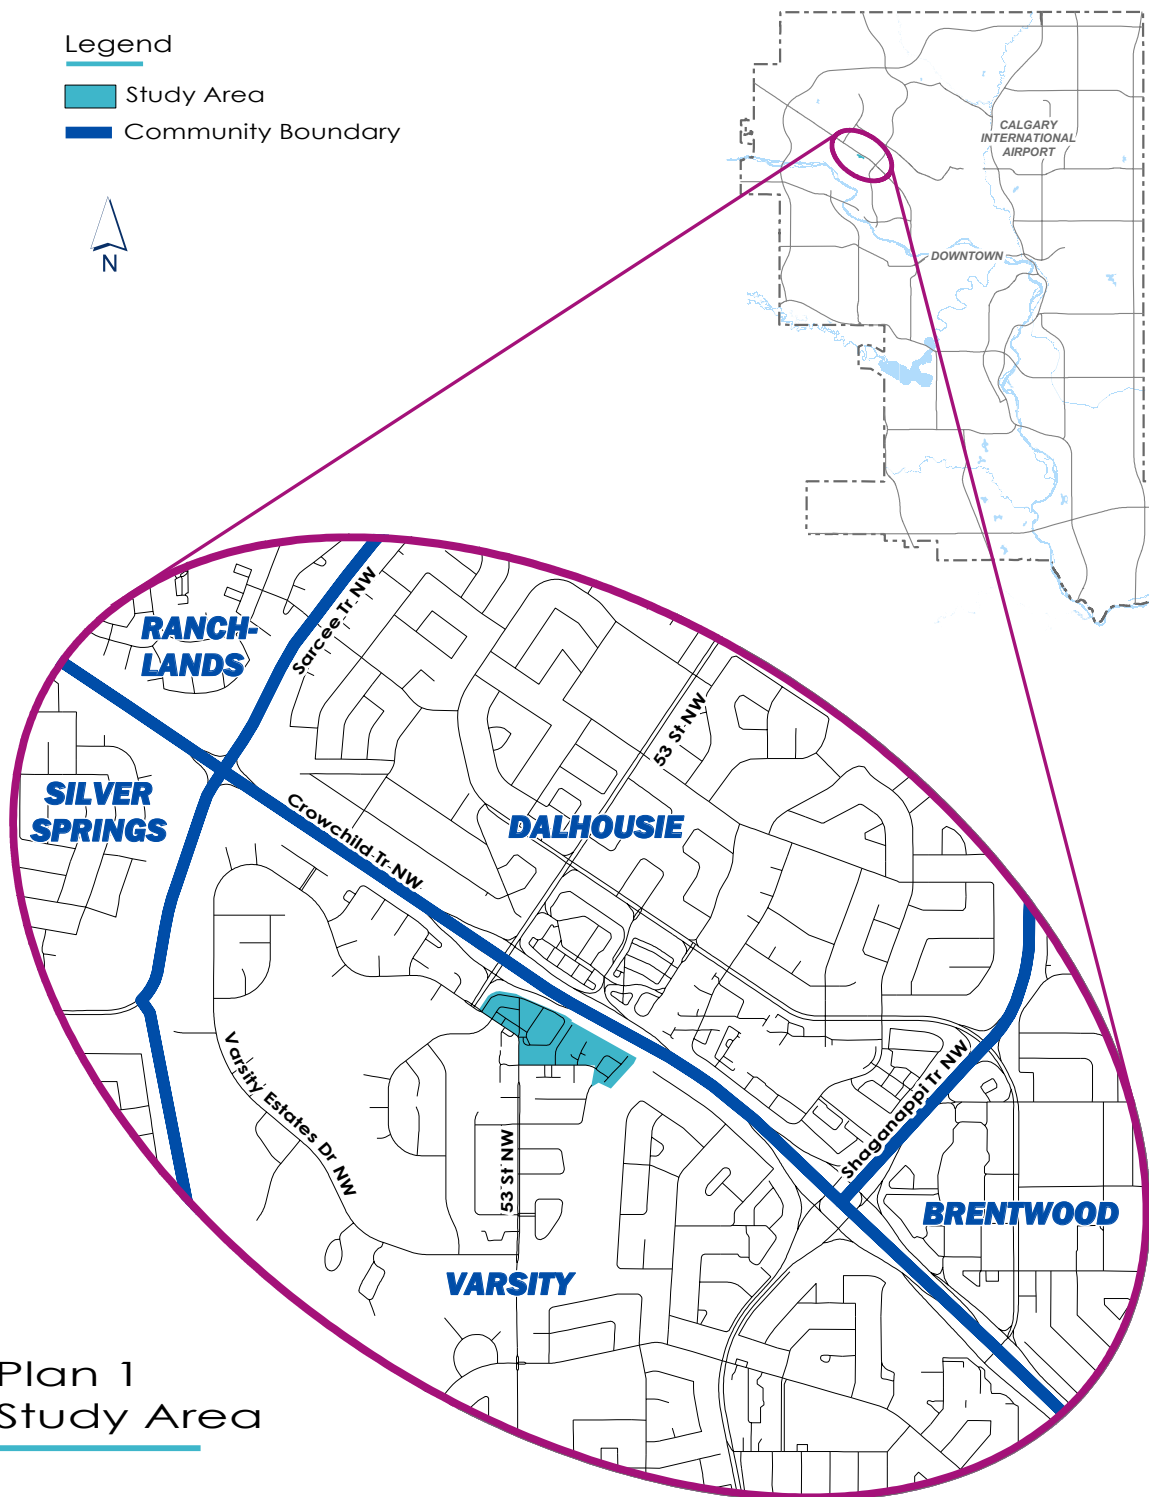 Legend
Study Area
Community Boundary
N
CALGARY
INTERNATIONAL
AIRPORT
DOWNTOWN
RANCH-
LANDS
Sarcee Tr NW
53 St NW
SILVER
SPRINGS
Crowchild Tr NW
DALHOUSIE
Varsity Estates Dr NW
53 St NW
Shaganappi Tr NW
BRENTWOOD
VARSITY
Plan 1
Study Area